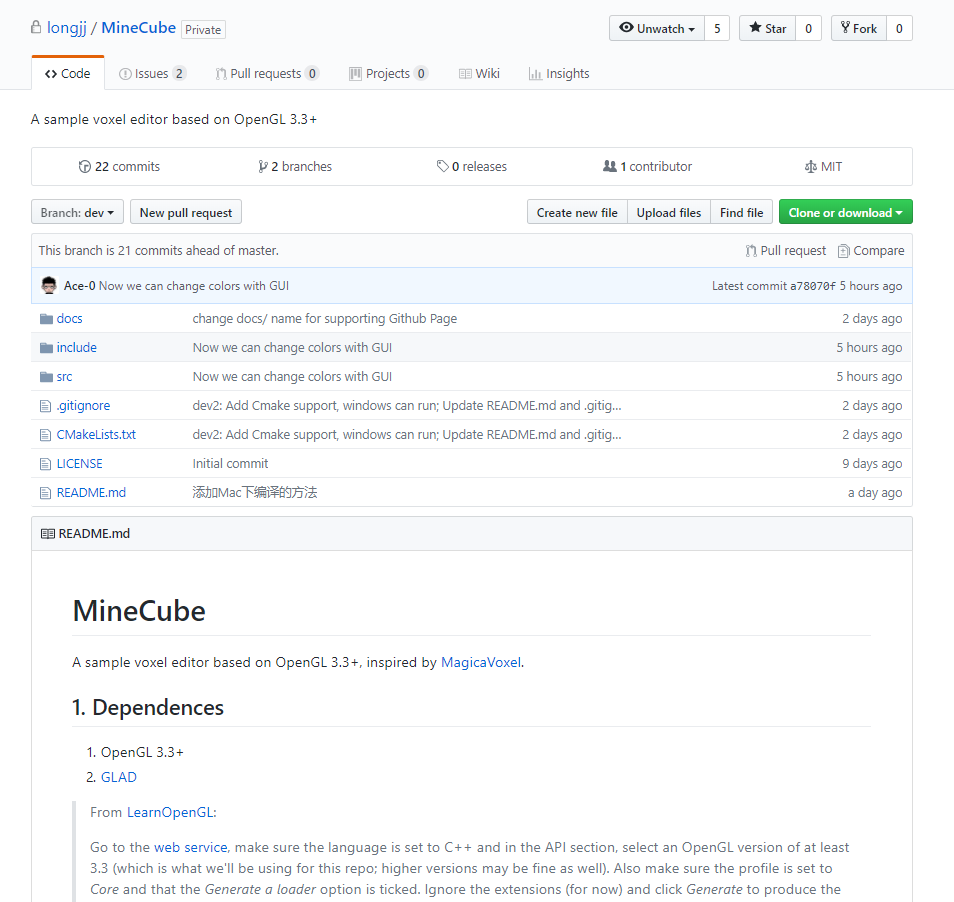 longjj / MineCube Private Unwatch 5 Star 0 Fork 0
Code Issues 2 Pull requests 0 Projects 0 Wiki Insights
A sample voxel editor based on OpenGL 3.3+
22 commits 2 branches 0 releases 1 contributor MIT
Branch: dev New pull request Create new file Upload files Find file Clone or download
This branch is 21 commits ahead of master. Pull request Compare
Ace-0 Now we can change colors with GUI Latest commit a78070f 5 hours ago
docs change docs/ name for supporting Github Page 2 days ago
include Now we can change colors with GUI 5 hours ago
src Now we can change colors with GUI 5 hours ago
.gitignore dev2: Add Cmake support, windows can run; Update README.md and .gitig... 2 days ago
CMakeLists.txt dev2: Add Cmake support, windows can run; Update README.md and .gitig... 2 days ago
LICENSE Initial commit 9 days ago
README.md 添加Mac下编译的方法 a day ago
README.md
MineCube
A sample voxel editor based on OpenGL 3.3+, inspired by MagicaVoxel.
1. Dependences
1. OpenGL 3.3+
2. GLAD
From LearnOpenGL:
Go to the web service, make sure the language is set to C++ and in the API section, select an OpenGL version of at least
3.3 (which is what we'll be using for this repo; higher versions may be fine as well). Also make sure the profile is set to
Core and that the Generate a loader option is ticked. Ignore the extensions (for now) and click Generate to produce the